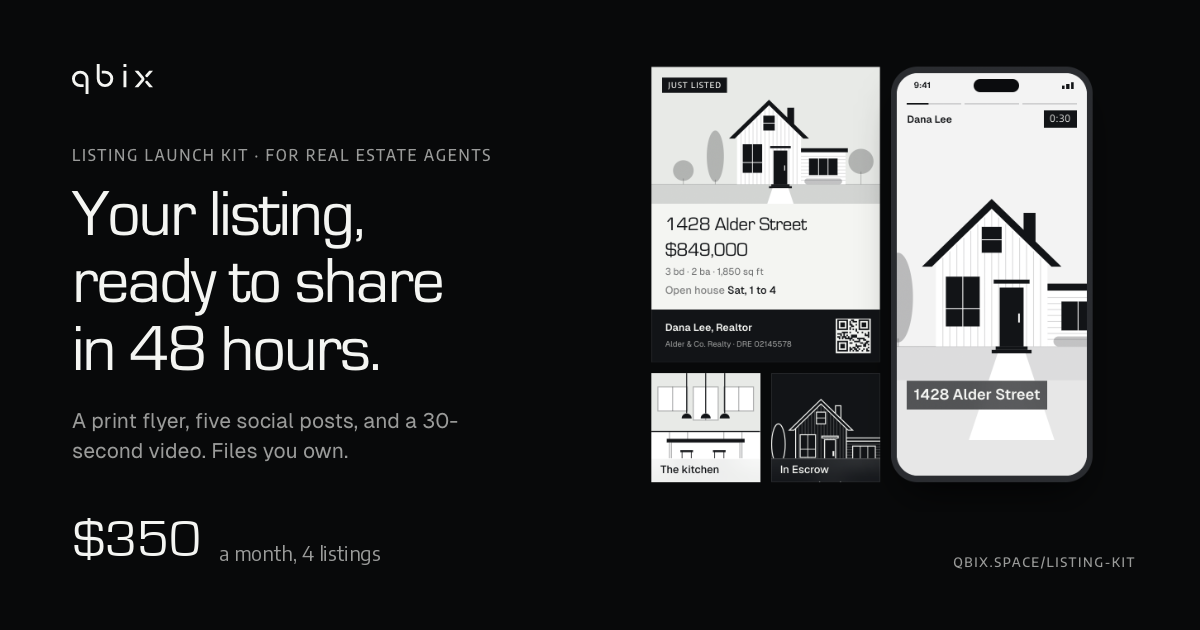 qbix
LISTING LAUNCH KIT · FOR REAL ESTATE AGENTS
Your listing,
ready to share
in 48 hours.
A print flyer, five social posts, and a 30-
second video. Files you own.
$350 a month, 4 listings
JUST LISTED
1428 Alder Street
$849,000
3 bd · 2 ba · 1,850 sq ft
Open house Sat, 1 to 4
Dana Lee, Realtor
Alder & Co. Realty · DRE 02145578
The kitchen
In Escrow
9:41
Dana Lee
0:30
1428 Alder Street
QBIX.SPACE/LISTING-KIT